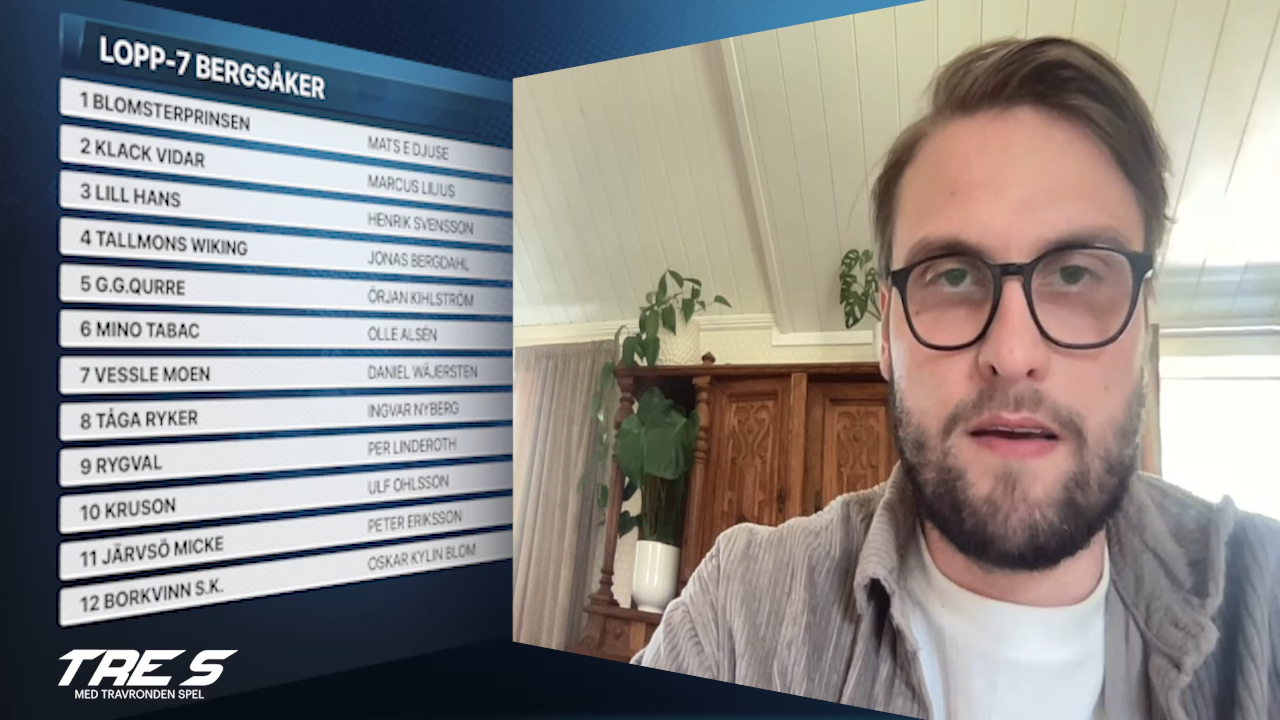 LOPP-7 BERGSÅKER
1 BLOMSTERPRINSEN MATS E DJUSE
2 KLACK VIDAR MARCUS LILIUS
3 LILL HANS HENRIK SVENSSON
4 TALLMONS WIKING JONAS BERGDAHL
5 G.G.QURRE ÖRJAN KIHLSTRÖM
6 MINO TABAC OLLE ALSÉN
7 VESSLE MOEN DANIEL WÄJERSTEN
8 TÅGA RYKER INGVAR NYBERG
9 RYGVAL PER LINDEROTH
10 KRUSON ULF OHLSSON
11 JÄRVSÖ MICKE PETER ERIKSSON
12 BORKVINN S.K. OSKAR KYLIN BLOM
TRE S
MED TRAVRONDEN SPEL